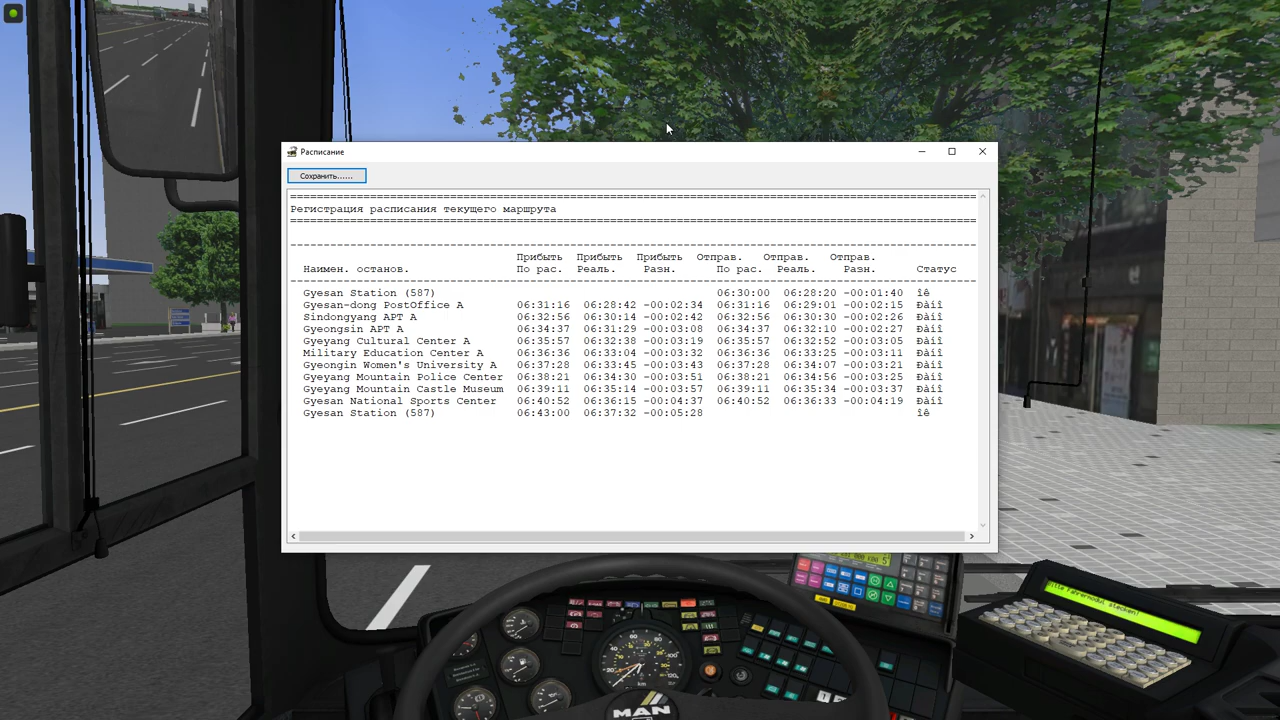 Расписание
Сохранить......
Регистрация расписания текущего маршрута
Прибыть Прибыть Прибыть Отправ. Отправ. Отправ.
Наимен. останов. По рас. Реаль. Разн. По рас. Реаль. Разн. Статус
Gyesan Station (587) 06:30:00 06:28:20 -00:01:40 îê
Gyesan-dong PostOffice A 06:31:16 06:28:42 -00:02:34 06:31:16 06:29:01 -00:02:15 Ðàíî
Sindongyang APT A 06:32:56 06:30:14 -00:02:42 06:32:56 06:30:30 -00:02:26 Ðàíî
Gyeongsin APT A 06:34:37 06:31:29 -00:03:08 06:34:37 06:32:10 -00:02:27 Ðàíî
Gyeyang Cultural Center A 06:35:57 06:32:38 -00:03:19 06:35:57 06:32:52 -00:03:05 Ðàíî
Military Education Center A 06:36:36 06:33:04 -00:03:32 06:36:36 06:33:25 -00:03:11 Ðàíî
Gyeongin Women's University A 06:37:28 06:33:45 -00:03:43 06:37:28 06:34:07 -00:03:21 Ðàíî
Gyeyang Mountain Police Center 06:38:21 06:34:30 -00:03:51 06:38:21 06:34:56 -00:03:25 Ðàíî
Gyeyang Mountain Castle Museum 06:39:11 06:35:14 -00:03:57 06:39:11 06:35:34 -00:03:37 Ðàíî
Gyesan National Sports Center 06:40:52 06:36:15 -00:04:37 06:40:52 06:36:33 -00:04:19 Ðàíî
Gyesan Station (587) 06:43:00 06:37:32 -00:05:28 îê
Fahrermodul stecken!
km
MAN